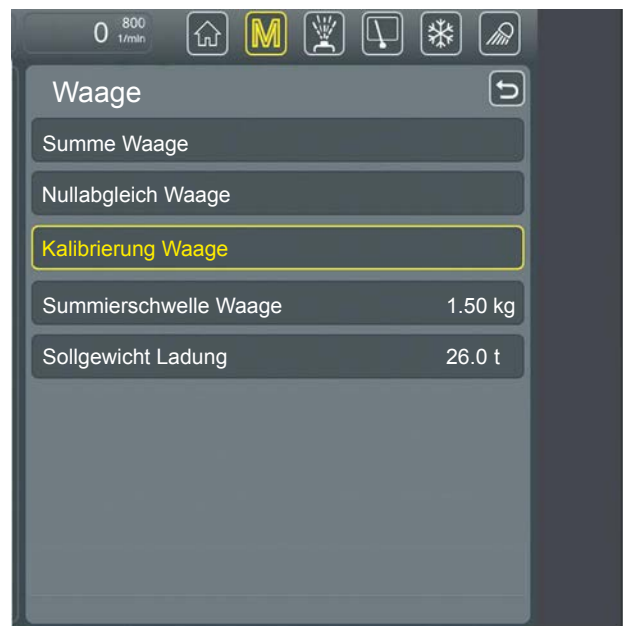 0 800 1/min
M
Waage
Summe Waage
Nullabgleich Waage
Kalibrierung Waage
Summierschwelle Waage 1.50 kg
Sollgewicht Ladung 26.0 t